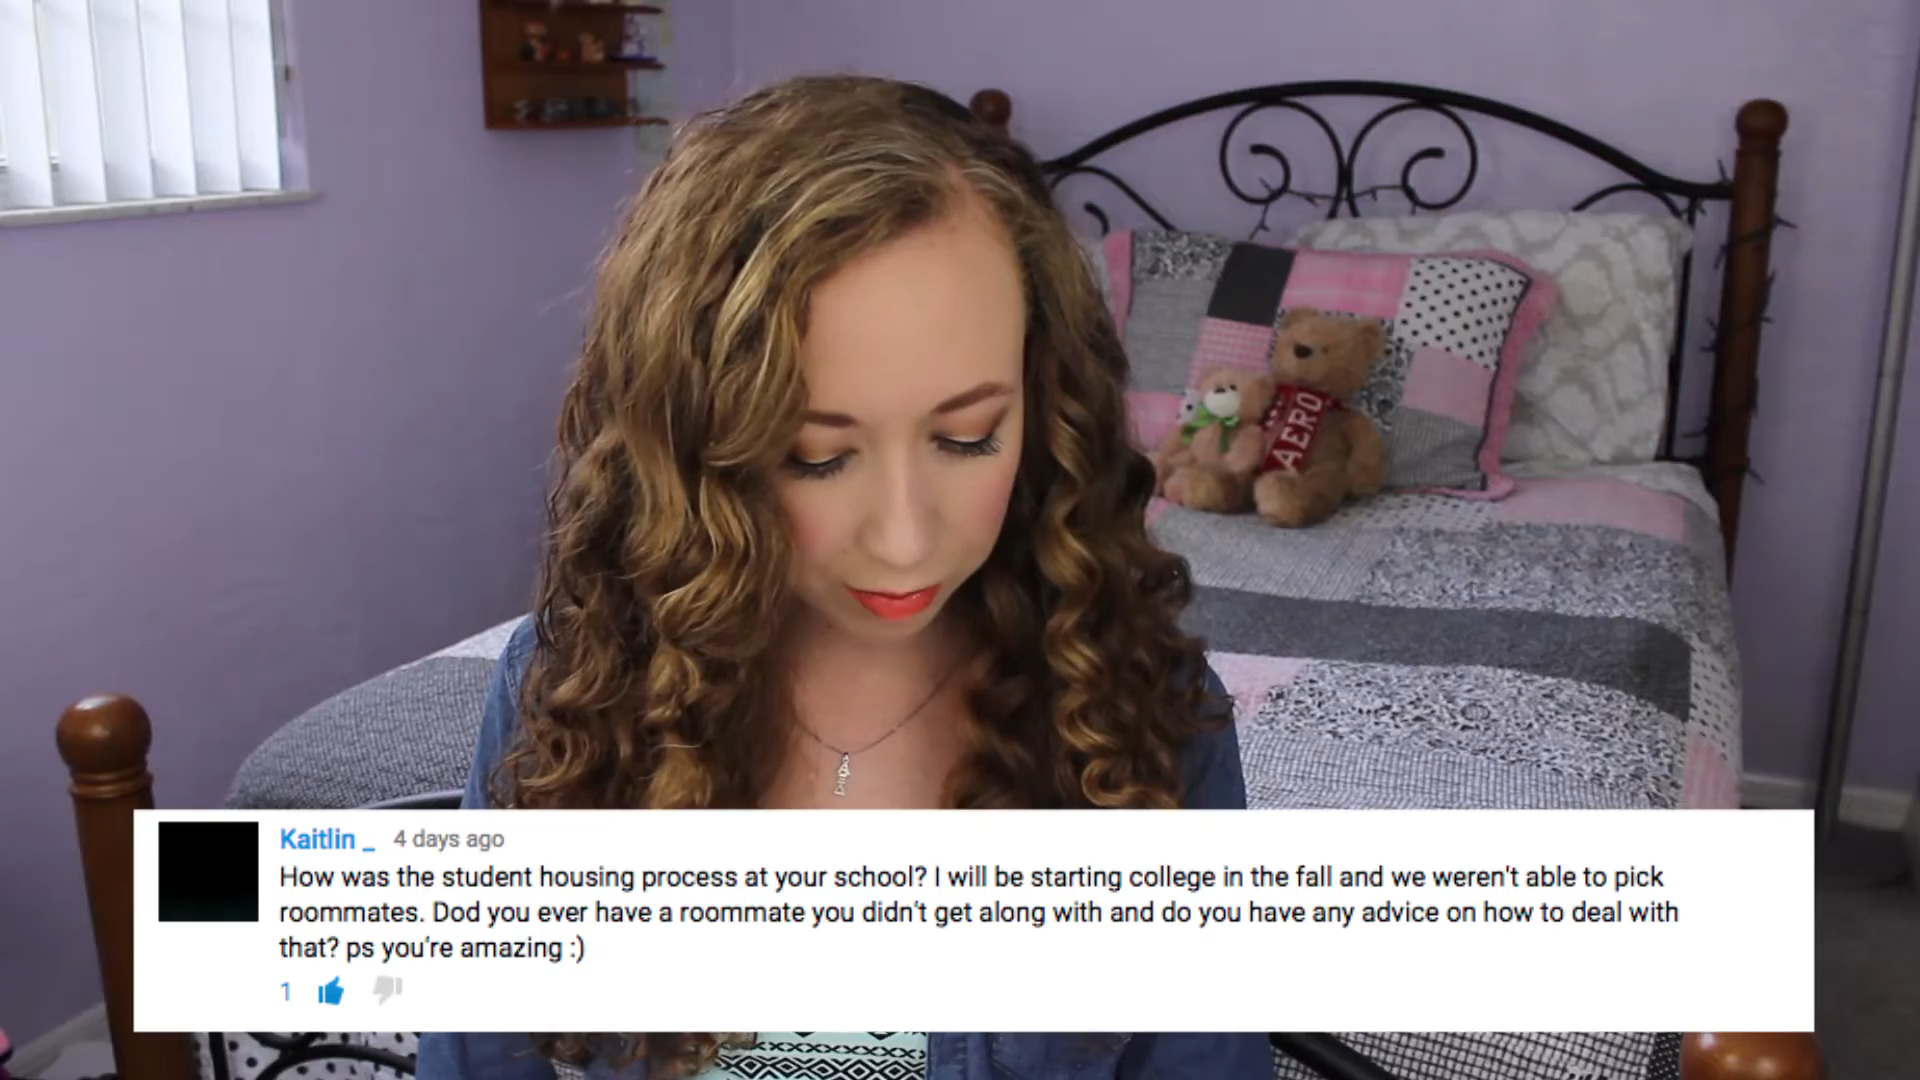 AERO
Kaitlin _ 4 days ago
How was the student housing process at your school? I will be starting college in the fall and we weren't able to pick
roommates. Dod you ever have a roommate you didn't get along with and do you have any advice on how to deal with
that? ps you're amazing :)
1